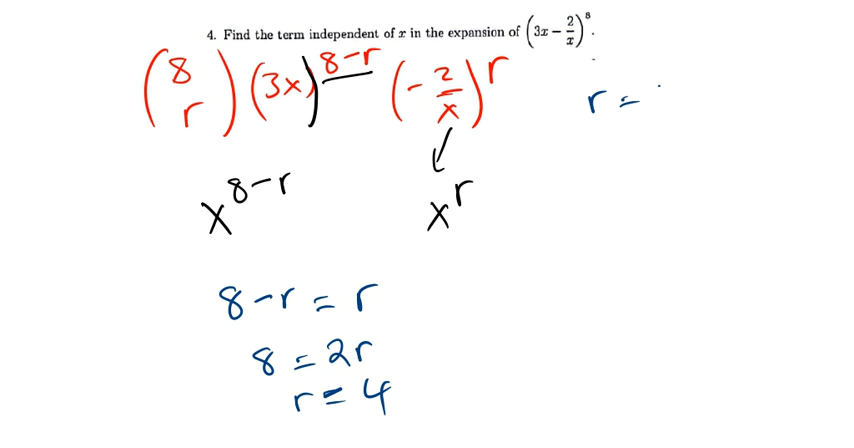 4. Find the term independent of x in the expansion of (3x − 2/x)^8.
(8 r) (3x)^(8−r) (−2/x)^r
r =
x^(8−r) x^r
8−r = r
8 = 2r
r = 4